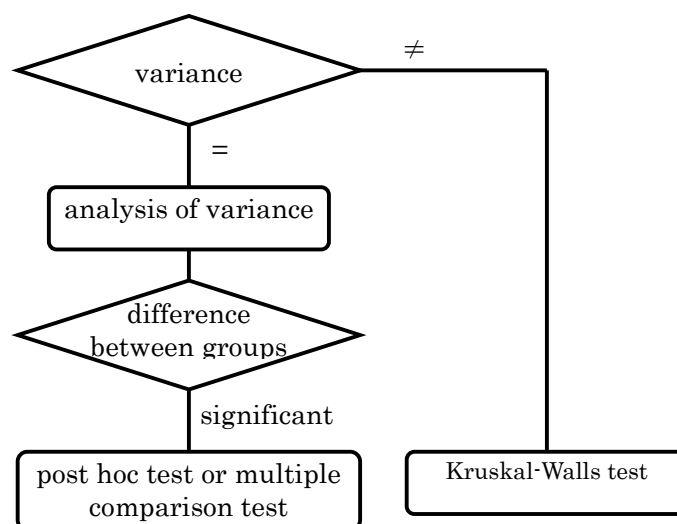 variance
≠
=
analysis of variance
difference
between groups
significant
post hoc test or multiple
comparison test
Kruskal-Walls test